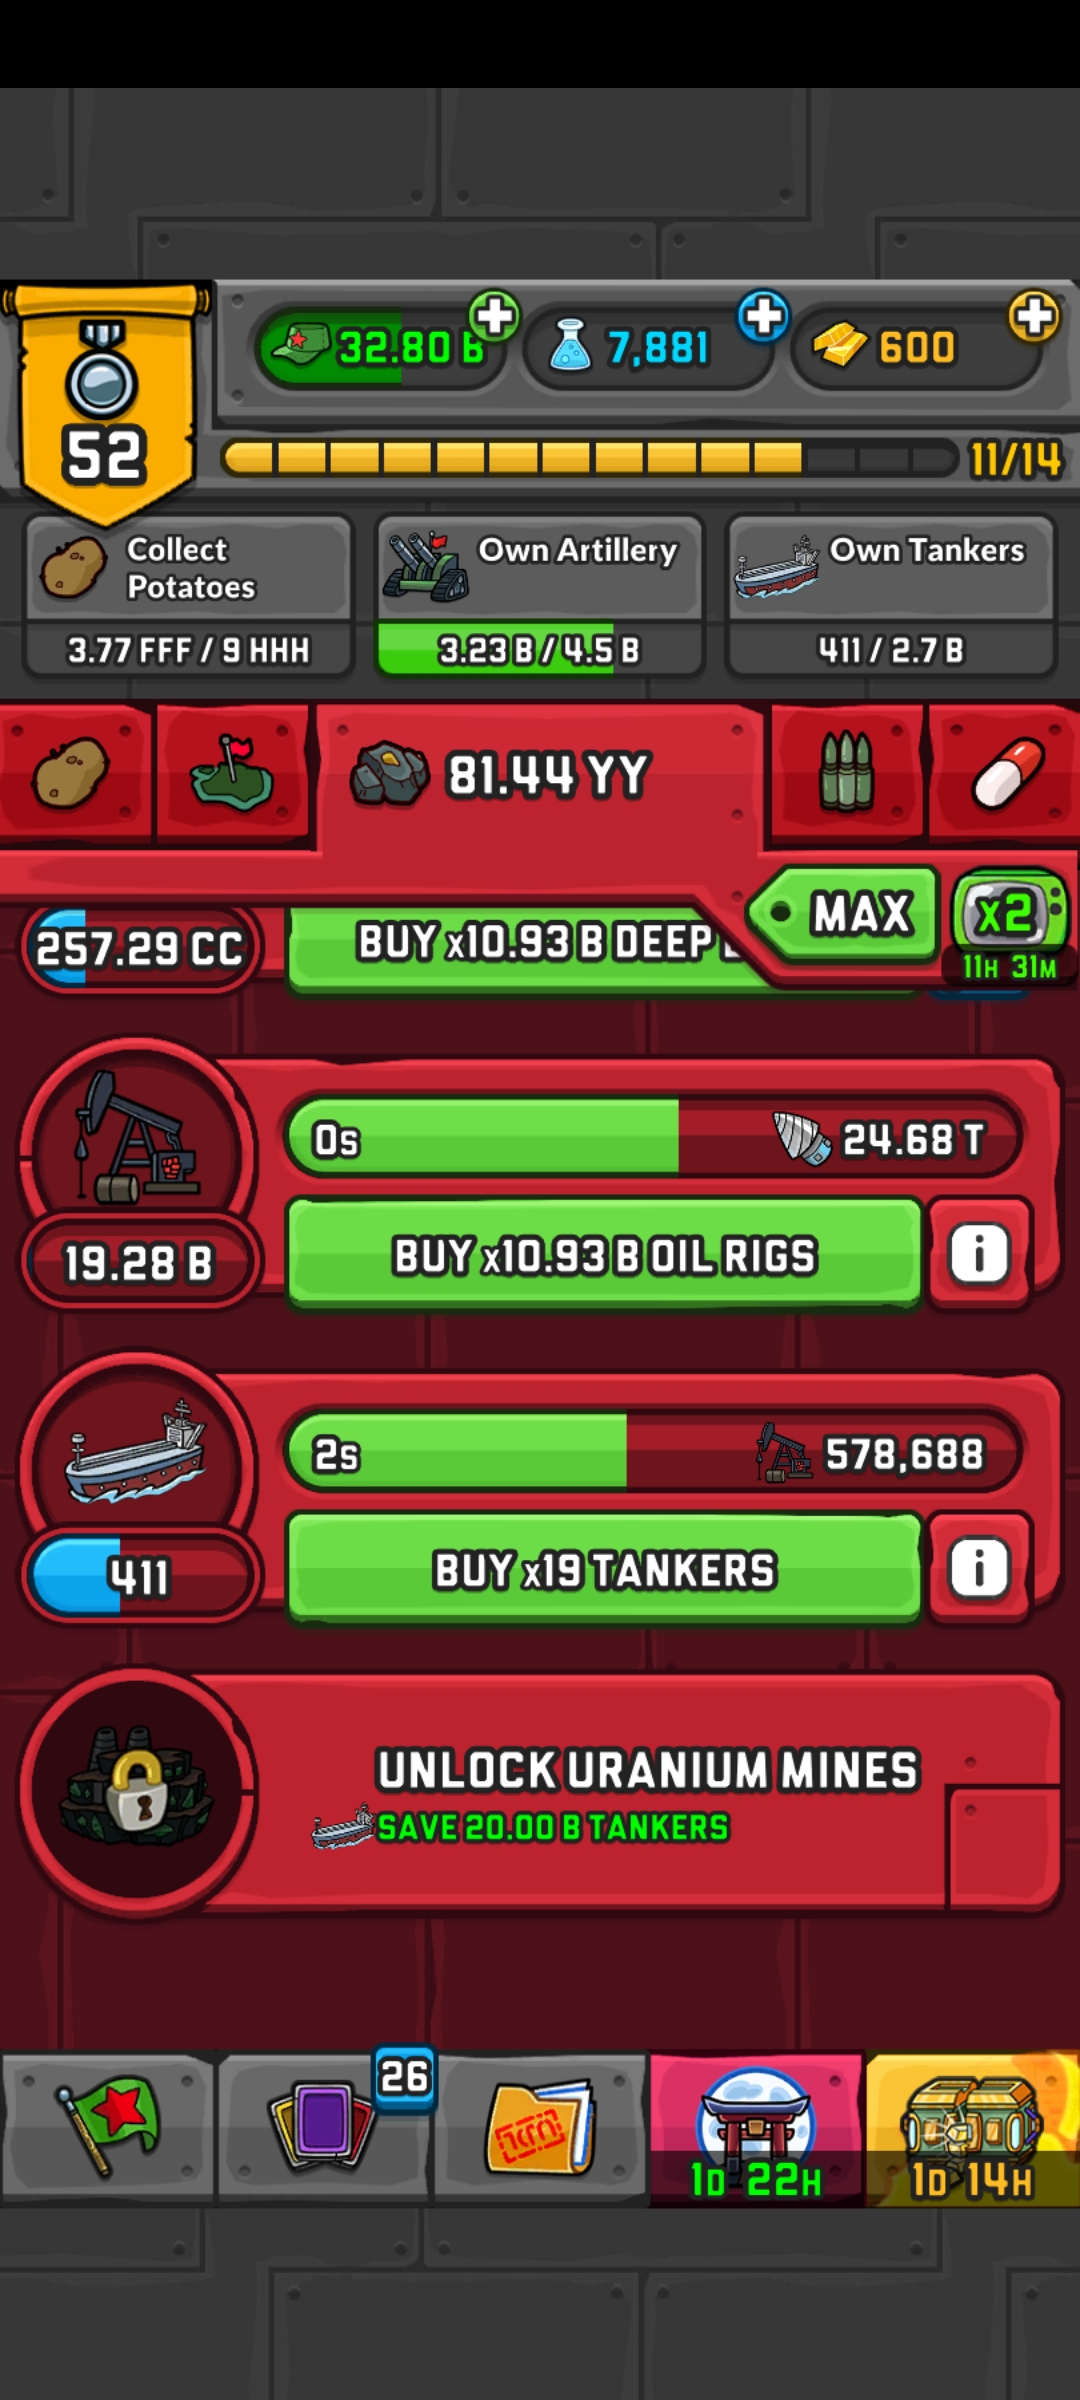 32.80 B
7,881
600
52
11/14
Collect
Potatoes
3.77 FFF / 9 HHH
Own Artillery
3.23 B / 4.5 B
Own Tankers
411 / 2.7 B
81.44 YY
MAX
x2
11H 31M
257.29 CC
BUY x10.93 B DEEP
0s
24.68 T
19.28 B
BUY x10.93 B OIL RIGS
i
2s
578,688
411
BUY x19 TANKERS
i
UNLOCK URANIUM MINES
SAVE 20.00 B TANKERS
26
1D 22H
1D 14H